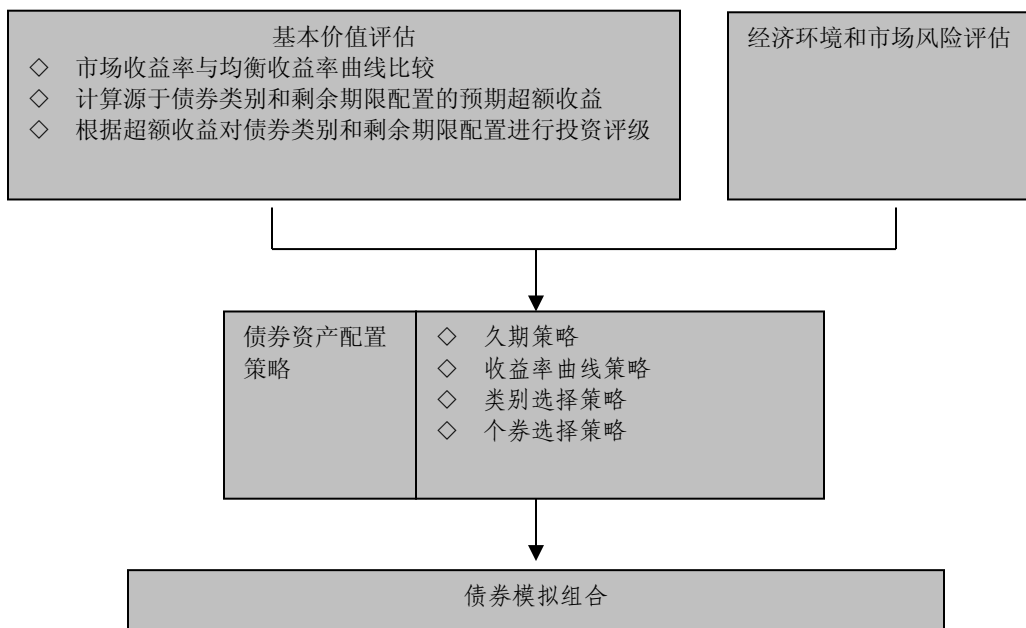 基本价值评估
◇ 市场收益率与均衡收益率曲线比较
◇ 计算源于债券类别和剩余期限配置的预期超额收益
◇ 根据超额收益对债券类别和剩余期限配置进行投资评级
经济环境和市场风险评估
债券资产配置
策略
◇ 久期策略
◇ 收益率曲线策略
◇ 类别选择策略
◇ 个券选择策略
债券模拟组合